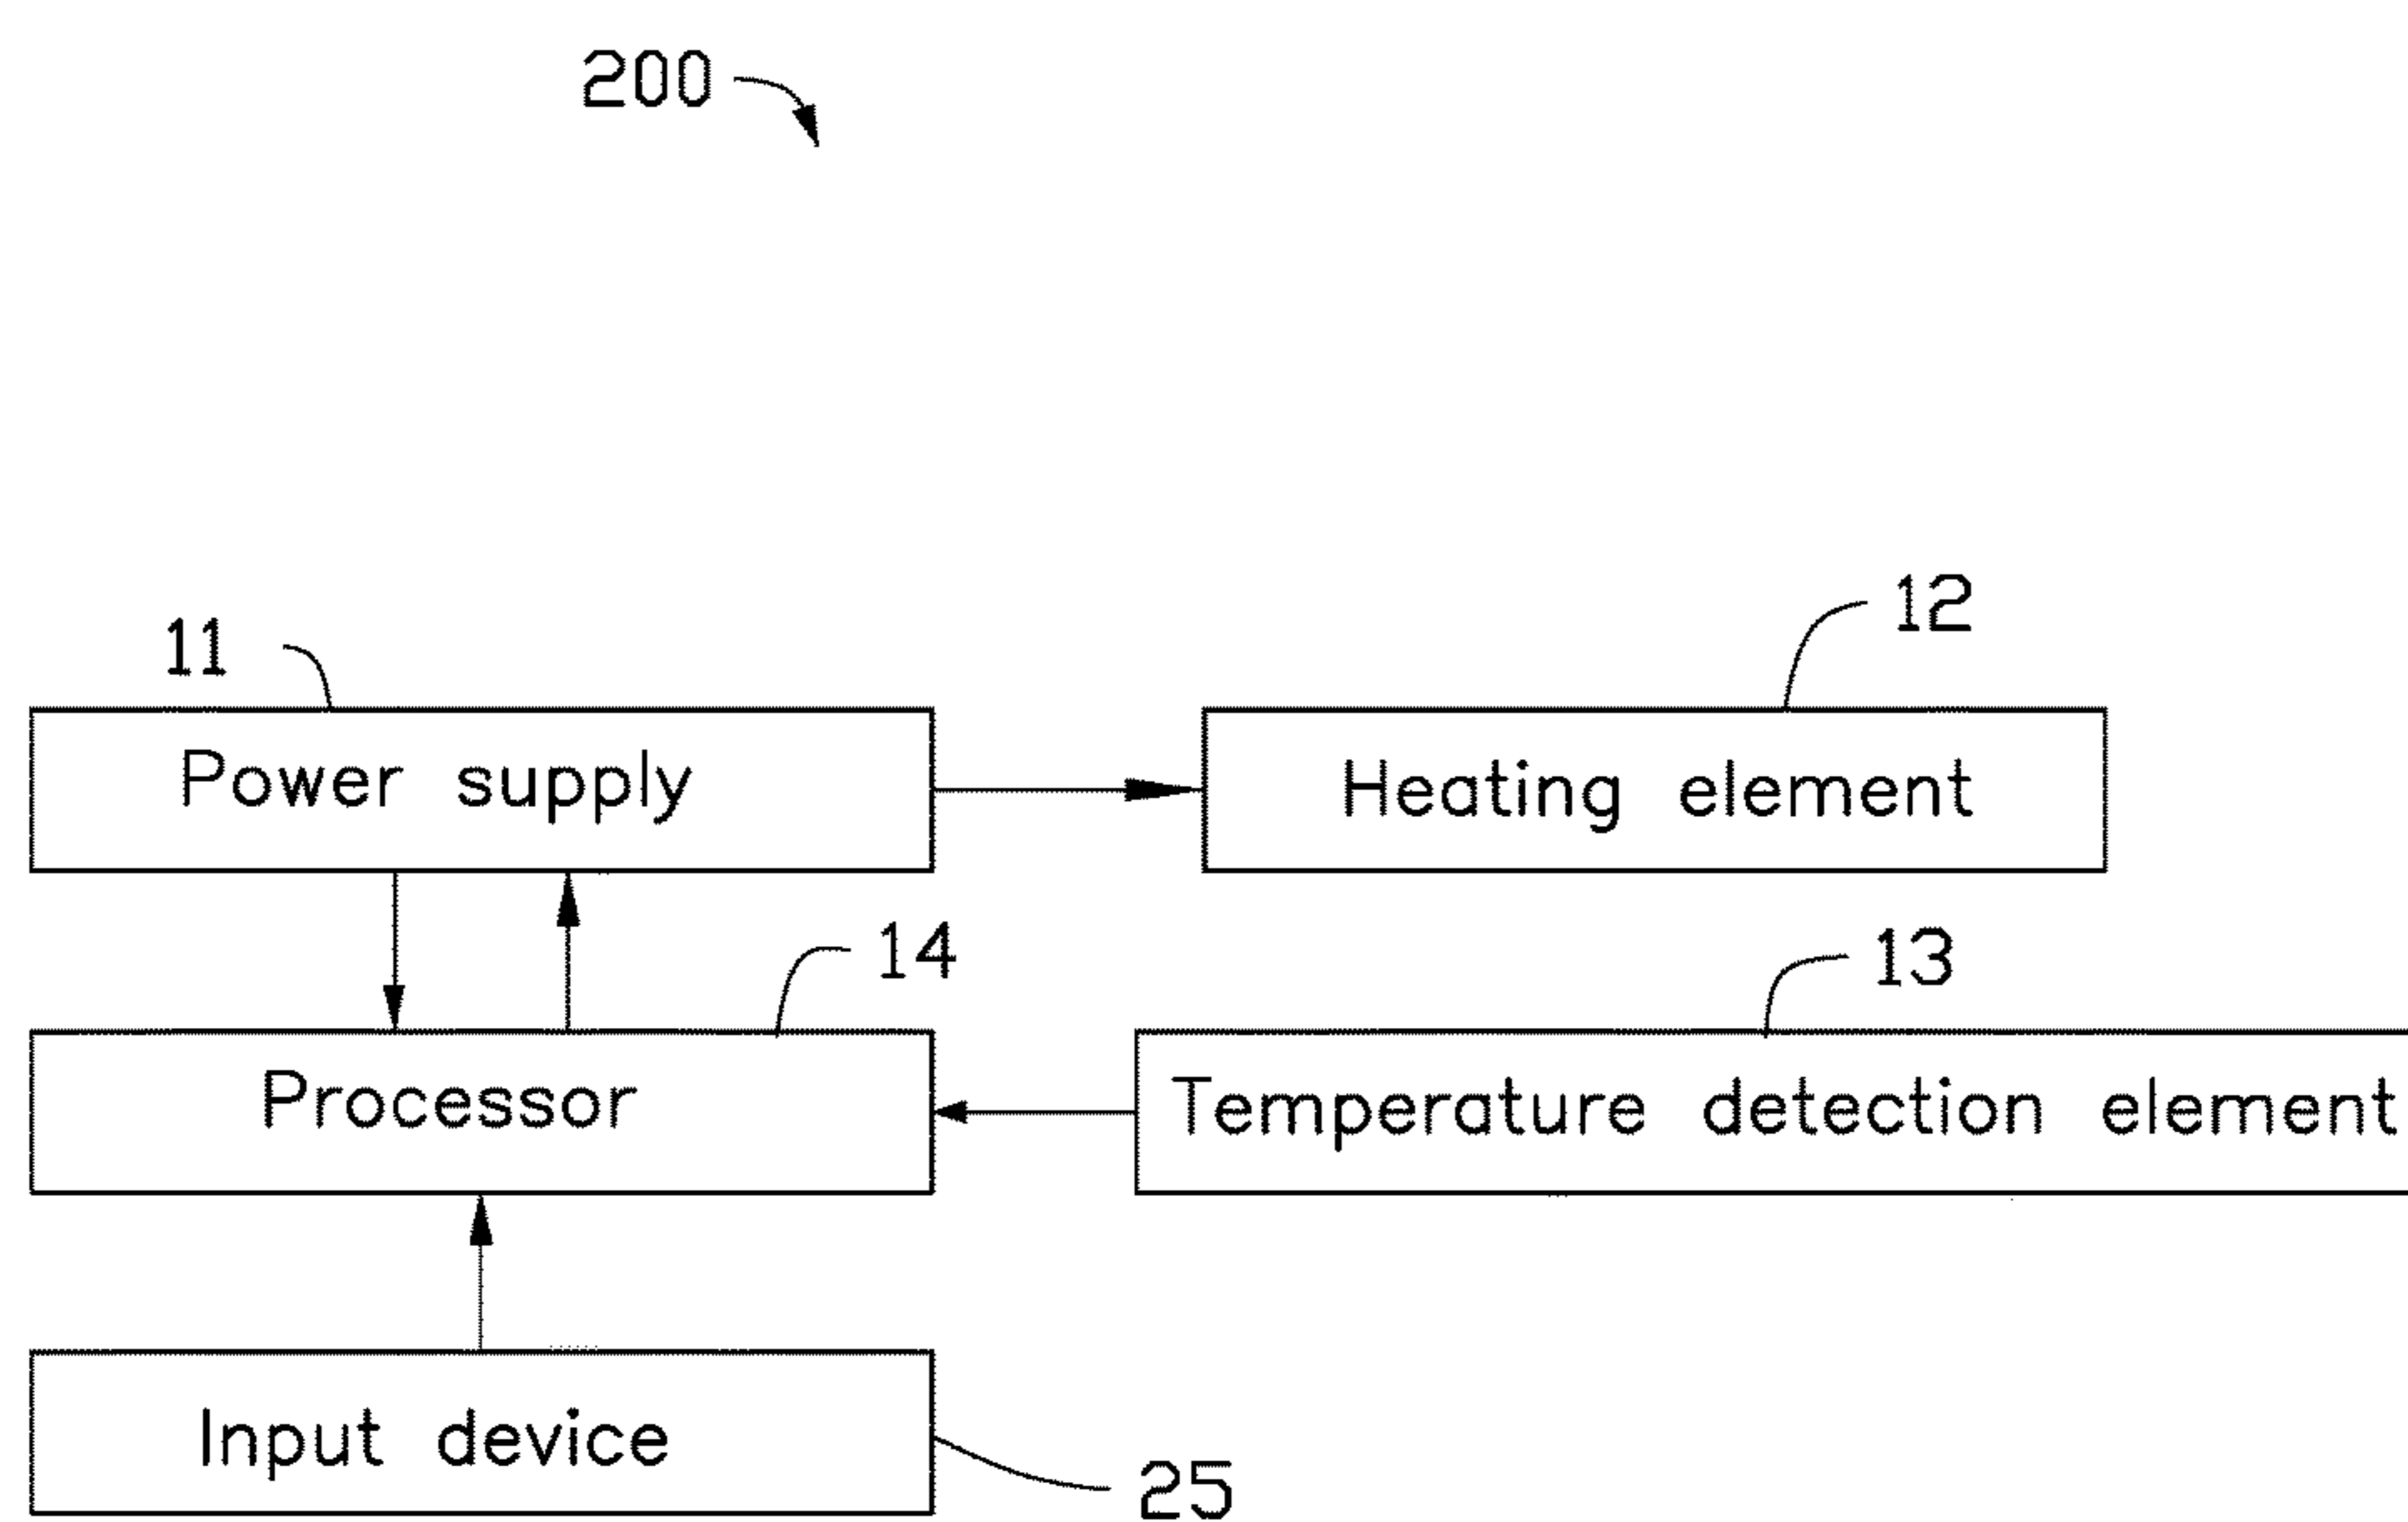 200
11
12
Power supply
Heating element
14
13
Processor
Temperature detection element
Input device
25